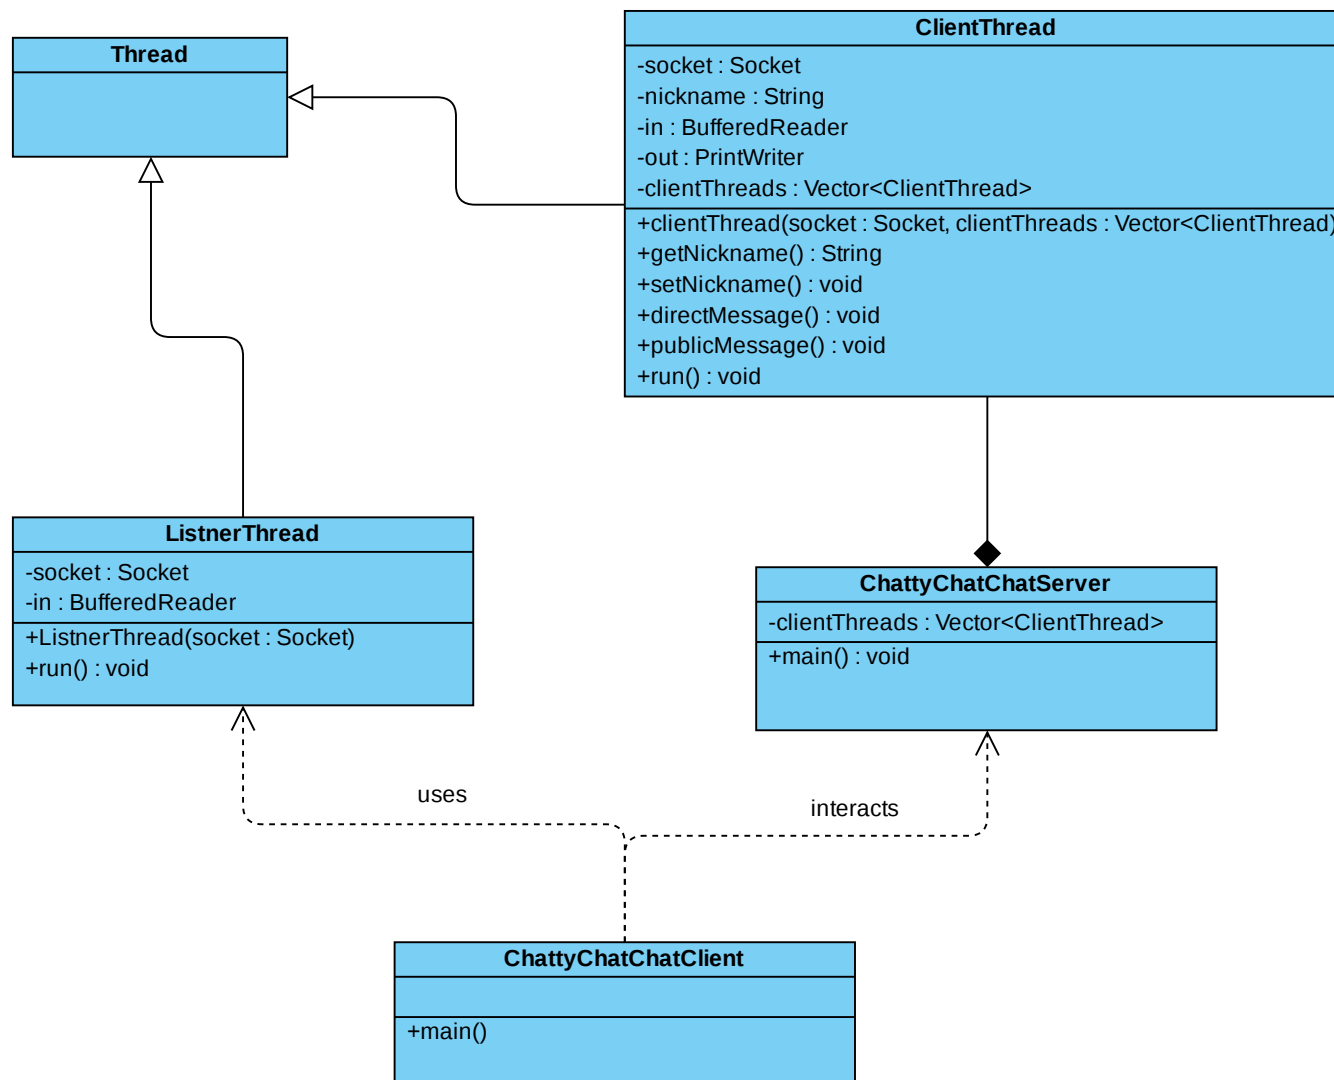 Thread
ClientThread
-socket : Socket
-nickname : String
-in : BufferedReader
-out : PrintWriter
-clientThreads : Vector<ClientThread>
+clientThread(socket : Socket, clientThreads : Vector<ClientThread)
+getNickname() : String
+setNickname() : void
+directMessage() : void
+publicMessage() : void
+run() : void
ListnerThread
-socket : Socket
-in : BufferedReader
+ListnerThread(socket : Socket)
+run() : void
ChattyChatChatServer
-clientThreads : Vector<ClientThread>
+main() : void
uses
interacts
ChattyChatChatClient
+main()